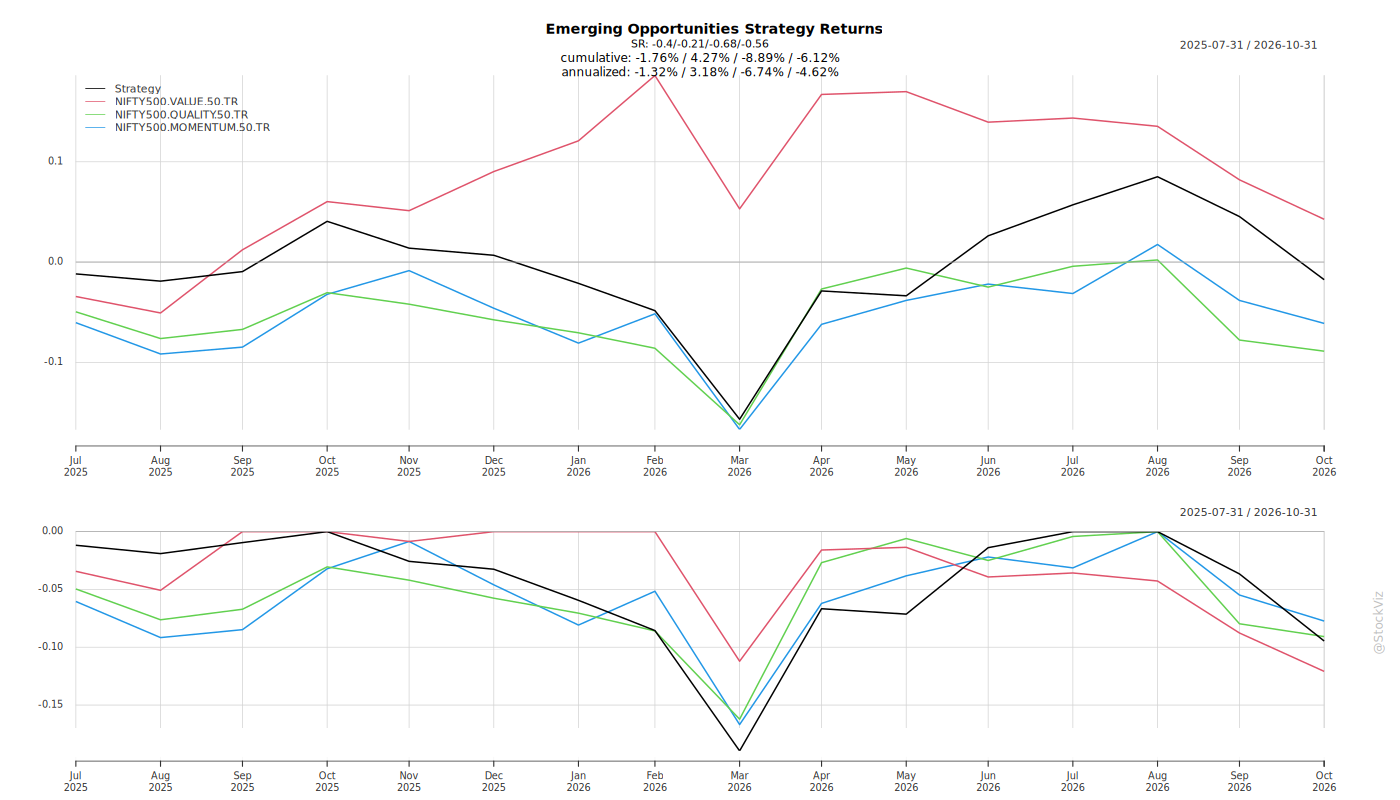 Emerging Opportunities Strategy Returns
SR: -0.4/-0.21/-0.68/-0.56
cumulative: -1.76% / 4.27% / -8.89% / -6.12%
annualized: -1.32% / 3.18% / -6.74% / -4.62%
2025-07-31 / 2026-10-31
Strategy
NIFTY500.VALUE.50.TR
NIFTY500.QUALITY.50.TR
NIFTY500.MOMENTUM.50.TR
0.1
0.0
-0.1
Jul Aug Sep Oct Nov Dec Jan Feb Mar Apr May Jun Jul Aug Sep Oct
2025 2025 2025 2025 2025 2025 2026 2026 2026 2026 2026 2026 2026 2026 2026 2026
2025-07-31 / 2026-10-31
0.00
-0.05
-0.10
-0.15
Jul Aug Sep Oct Nov Dec Jan Feb Mar Apr May Jun Jul Aug Sep Oct
2025 2025 2025 2025 2025 2025 2026 2026 2026 2026 2026 2026 2026 2026 2026 2026
@StockViz